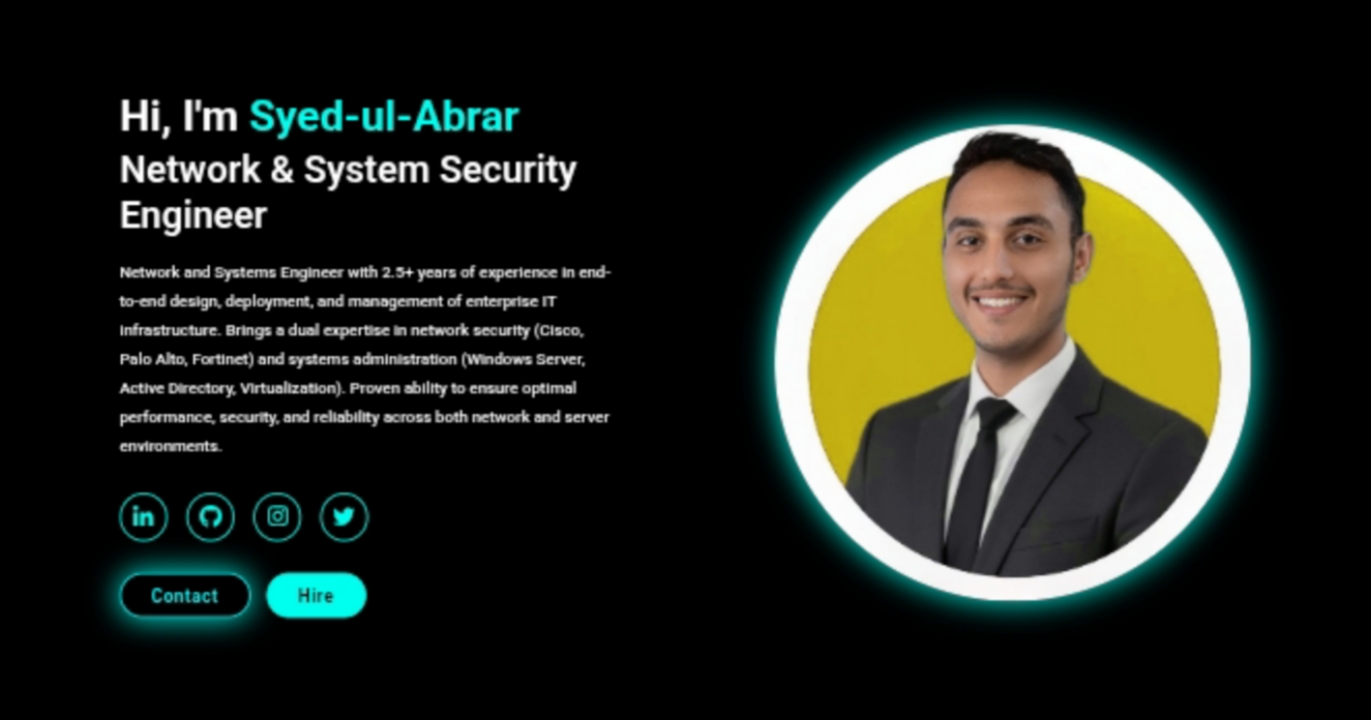 Hi, I'm Syed-ul-Abrar
Network & System Security
Engineer
Network and Systems Engineer with 2.5+ years of experience in end-
to-end design, deployment, and management of enterprise IT
infrastructure. Brings a dual expertise in network security (Cisco,
Palo Alto, Fortinet) and systems administration (Windows Server,
Active Directory, Virtualization). Proven ability to ensure optimal
performance, security, and reliability across both network and server
environments.
in
Contact Hire